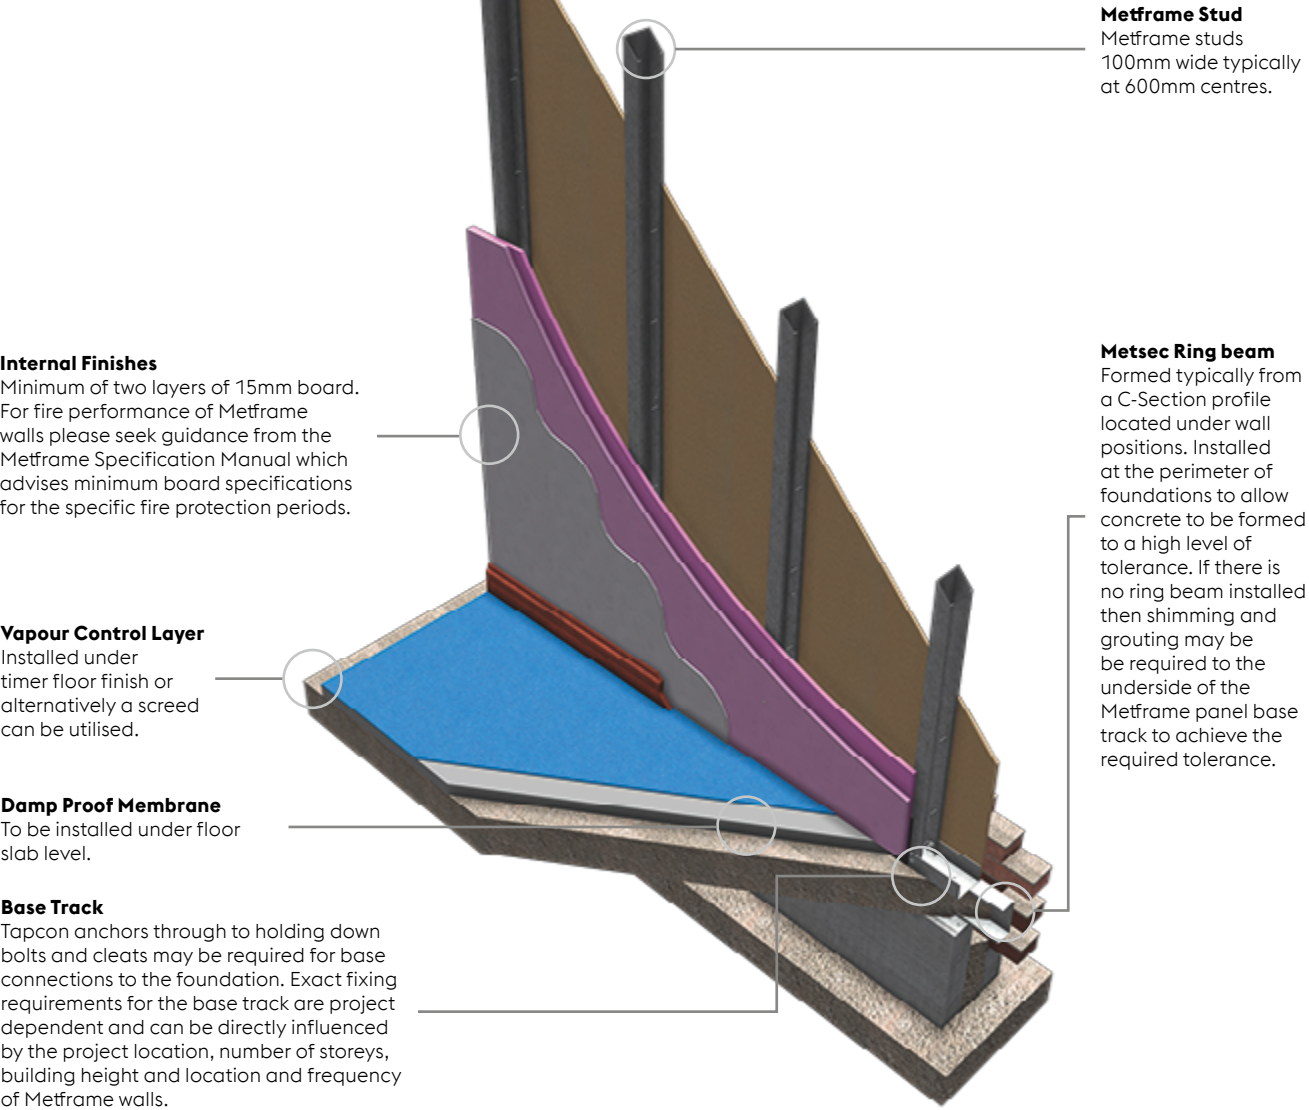 Metframe Stud
Metframe studs
100mm wide typically
at 600mm centres.
Internal Finishes
Minimum of two layers of 15mm board.
For fire performance of Metframe
walls please seek guidance from the
Metframe Specification Manual which
advises minimum board specifications
for the specific fire protection periods.
Vapour Control Layer
Installed under
timer floor finish or
alternatively a screed
can be utilised.
Damp Proof Membrane
To be installed under floor
slab level.
Base Track
Tapcon anchors through to holding down
bolts and cleats may be required for base
connections to the foundation. Exact fixing
requirements for the base track are project
dependent and can be directly influenced
by the project location, number of storeys,
building height and location and frequency
of Metframe walls.
Metsec Ring beam
Formed typically from
a C-Section profile
located under wall
positions. Installed
at the perimeter of
foundations to allow
concrete to be formed
to a high level of
tolerance. If there is
no ring beam installed
then shimming and
grouting may be
be required to the
underside of the
Metframe panel base
track to achieve the
required tolerance.